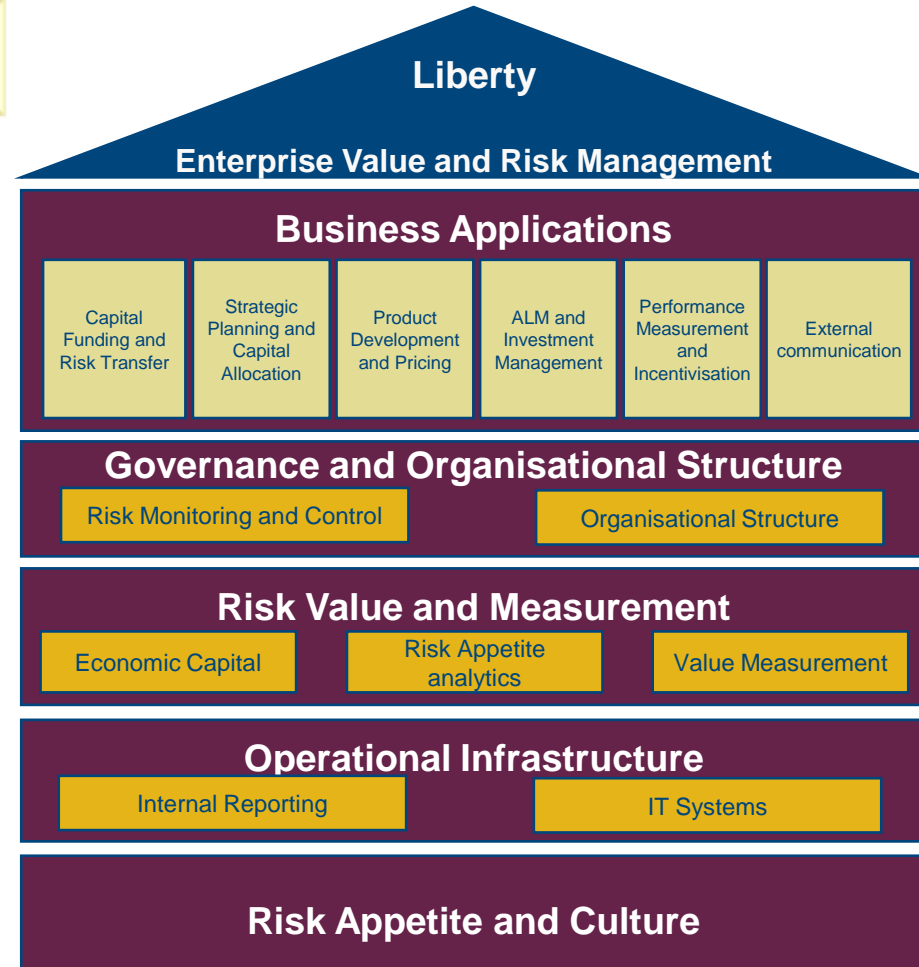 Liberty
Enterprise Value and Risk Management
Business Applications
Capital
Funding and
Risk Transfer
Strategic
Planning and
Capital
Allocation
Product
Development
and Pricing
ALM and
Investment
Management
Performance
Measurement
and
Incentivisation
External
communication
Governance and Organisational Structure
Risk Monitoring and Control
Organisational Structure
Risk Value and Measurement
Economic Capital
Risk Appetite
analytics
Value Measurement
Operational Infrastructure
Internal Reporting
IT Systems
Risk Appetite and Culture